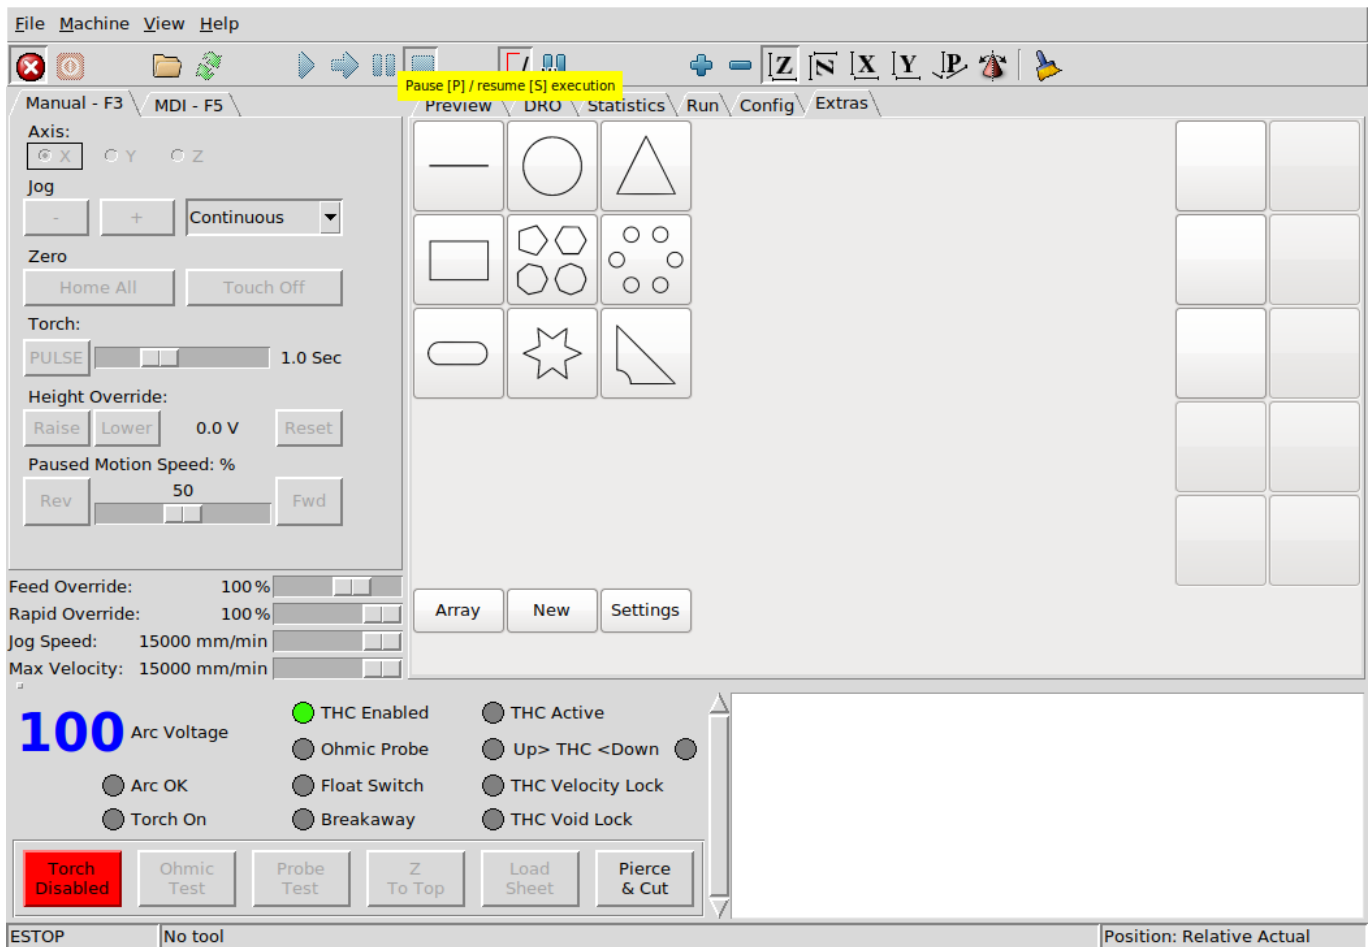 File Machine View Help
Z N X Y P
Pause [P] / resume [S] execution
Manual - F3 MDI - F5
Preview DRO Statistics Run Config Extras
Axis:
X Y Z
Jog
- + Continuous
Zero
Home All Touch Off
Torch:
PULSE 1.0 Sec
Height Override:
Raise Lower 0.0 V Reset
Paused Motion Speed: %
50
Rev Fwd
Feed Override: 100%
Rapid Override: 100%
Jog Speed: 15000 mm/min
Max Velocity: 15000 mm/min
Array New Settings
100 Arc Voltage
Arc OK
Torch On
THC Enabled
Ohmic Probe
Float Switch
Breakaway
THC Active
Up> THC <Down
THC Velocity Lock
THC Void Lock
Torch
Disabled
Ohmic
Test
Probe
Test
Z
To Top
Load
Sheet
Pierce
& Cut
ESTOP No tool Position: Relative Actual